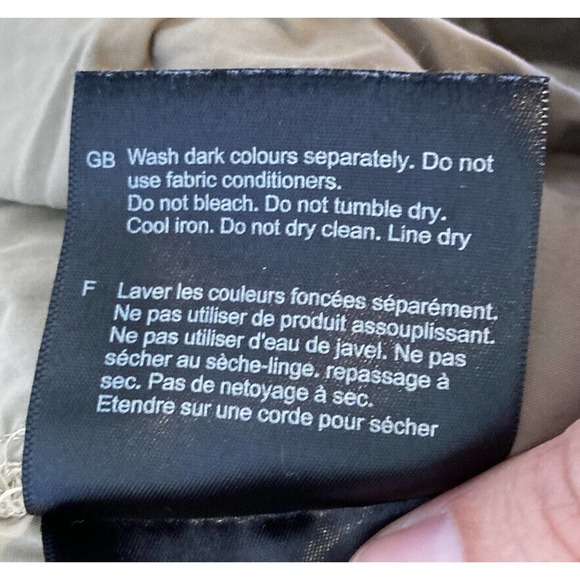 GB Wash dark colours separately. Do not
use fabric conditioners.
Do not bleach. Do not tumble dry.
Cool iron. Do not dry clean. Line dry
F Laver les couleurs foncées séparément.
Ne pas utiliser de produit assouplissant.
Ne pas utiliser d'eau de javel. Ne pas
sécher au sèche-linge. repassage à
sec. Pas de netoyage à sec.
Etendre sur une corde pour sécher